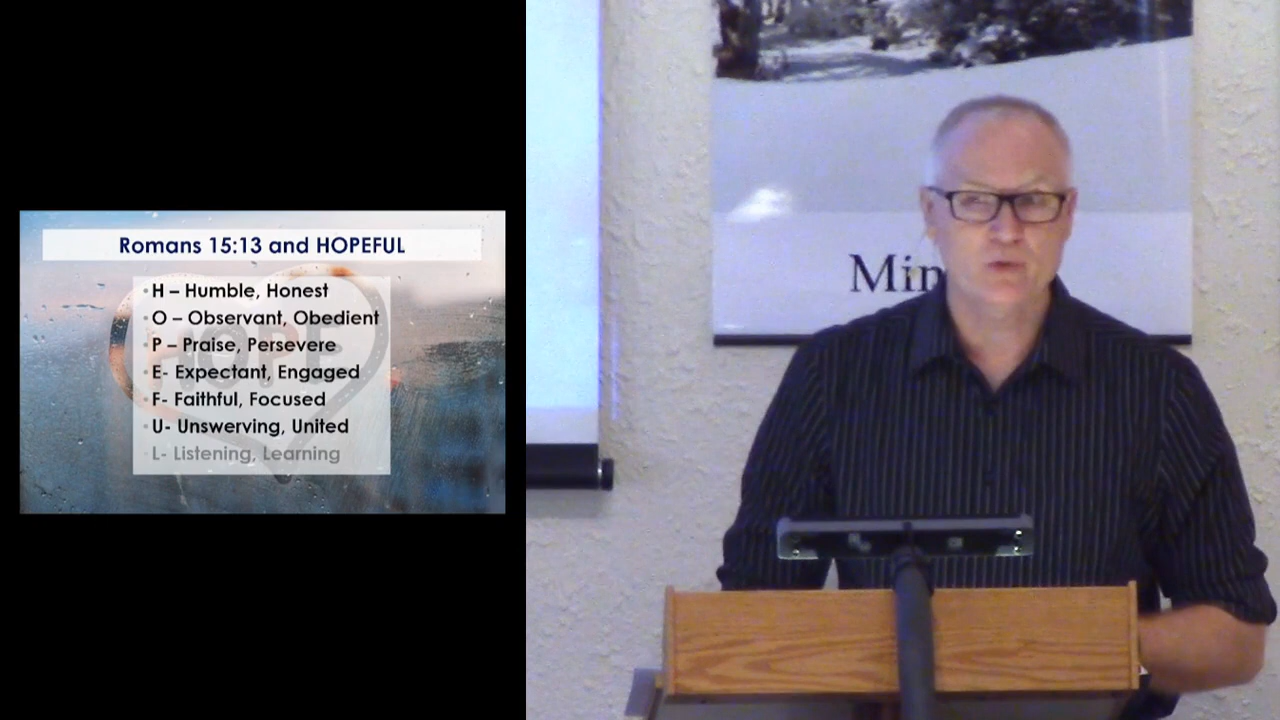 Romans 15:13 and HOPEFUL
• H – Humble, Honest
• O – Observant, Obedient
• P – Praise, Persevere
• E- Expectant, Engaged
• F- Faithful, Focused
• U- Unswerving, United
• L- Listening, Learning
HOPE
Min